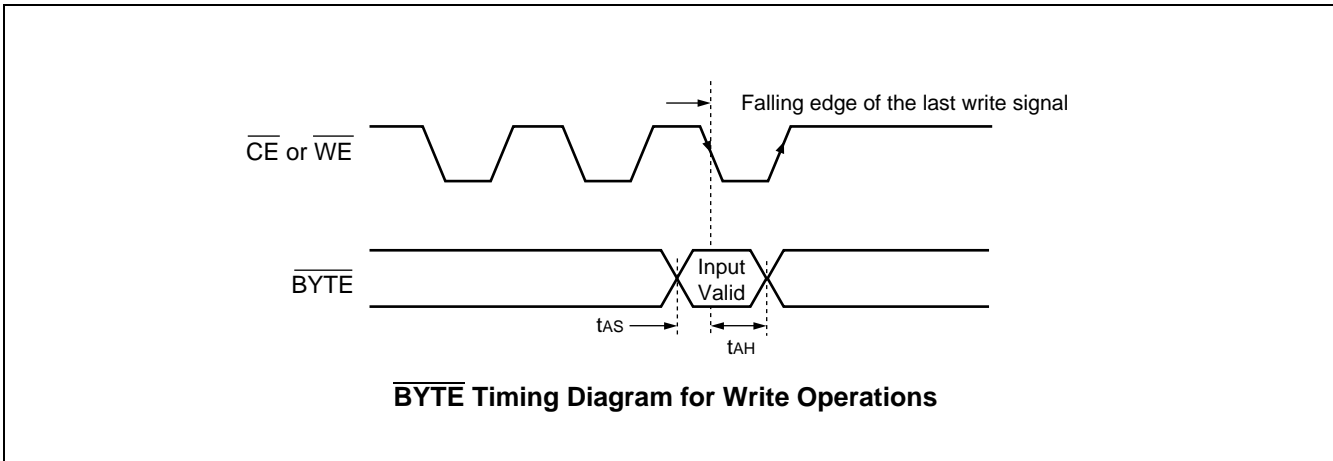 Falling edge of the last write signal
CE or WE
BYTE
Input
Valid
tAS
tAH
BYTE Timing Diagram for Write Operations